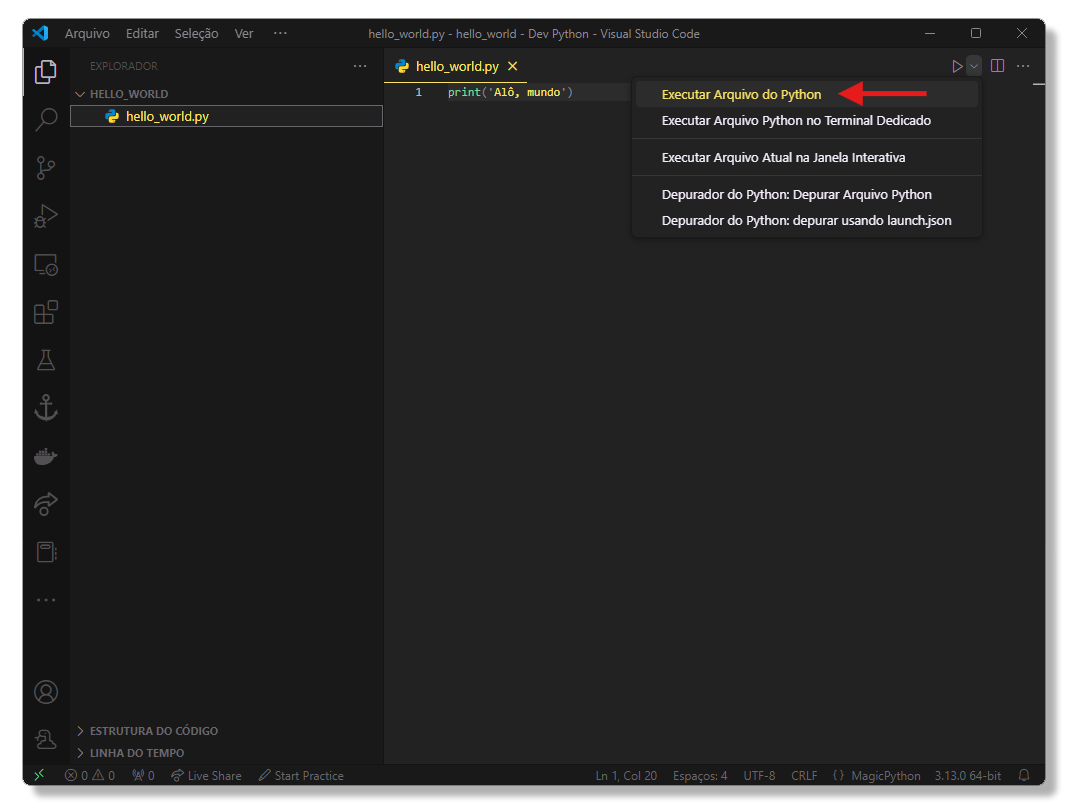 Arquivo Editar Seleção Ver ··· hello_world.py - hello_world - Dev Python - Visual Studio Code
EXPLORADOR ···
HELLO_WORLD
hello_world.py
hello_world.py
1 print('Alô, mundo')
Executar Arquivo do Python
Executar Arquivo Python no Terminal Dedicado
Executar Arquivo Atual na Janela Interativa
Depurador do Python: Depurar Arquivo Python
Depurador do Python: depurar usando launch.json
ESTRUTURA DO CÓDIGO
LINHA DO TEMPO
0 0 0 Live Share Start Practice Ln 1, Col 20 Espaços: 4 UTF-8 CRLF {} MagicPython 3.13.0 64-bit